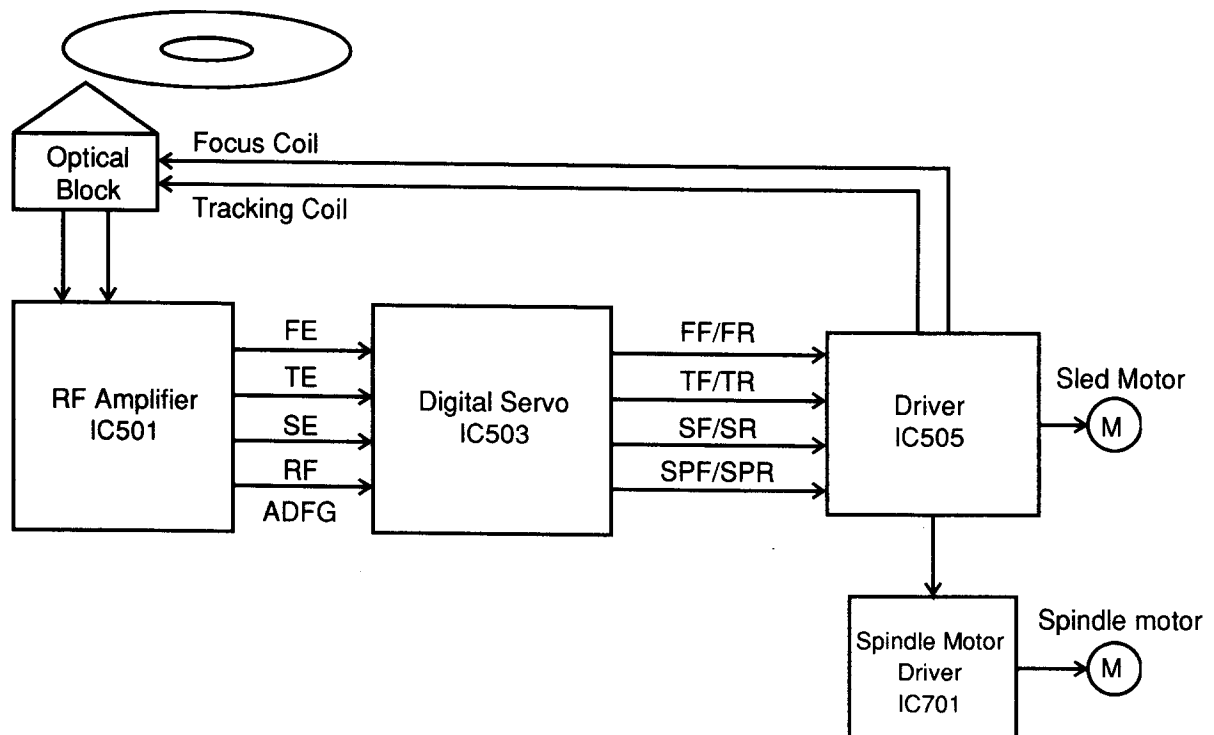 Optical
Block
Focus Coil
Tracking Coil
RF Amplifier
IC501
FE
TE
SE
RF
ADFG
Digital Servo
IC503
FF/FR
TF/TR
SF/SR
SPF/SPR
Driver
IC505
Sled Motor
M
Spindle Motor
Driver
IC701
Spindle motor
M